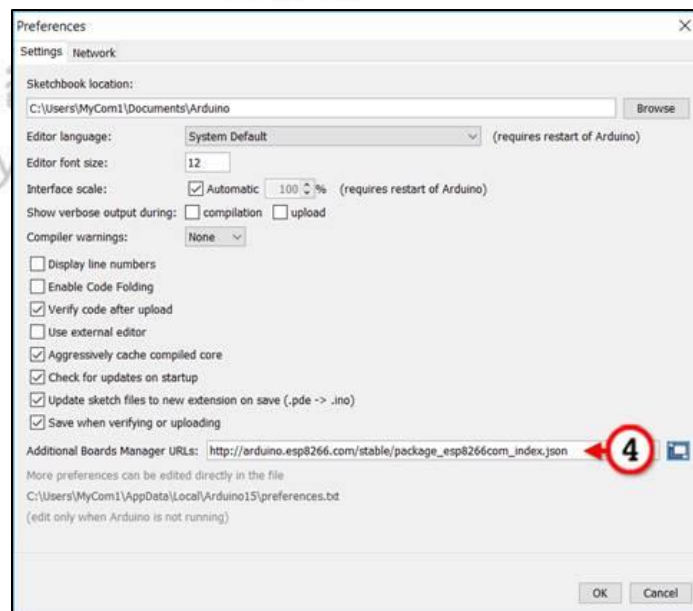 Preferences
Settings Network
Sketchbook location:
C:\Users\MyCom1\Documents\Arduino Browse
Editor language: System Default (requires restart of Arduino)
Editor font size: 12
Interface scale: Automatic 100 % (requires restart of Arduino)
Show verbose output during: compilation upload
Compiler warnings: None
Display line numbers
Enable Code Folding
Verify code after upload
Use external editor
Aggressively cache compiled core
Check for updates on startup
Update sketch files to new extension on save (.pde -> .ino)
Save when verifying or uploading
Additional Boards Manager URLs: http://arduino.esp8266.com/stable/package_esp8266com_index.json 4
More preferences can be edited directly in the file
C:\Users\MyCom1\AppData\Local\Arduino15\preferences.txt
(edit only when Arduino is not running)
OK Cancel